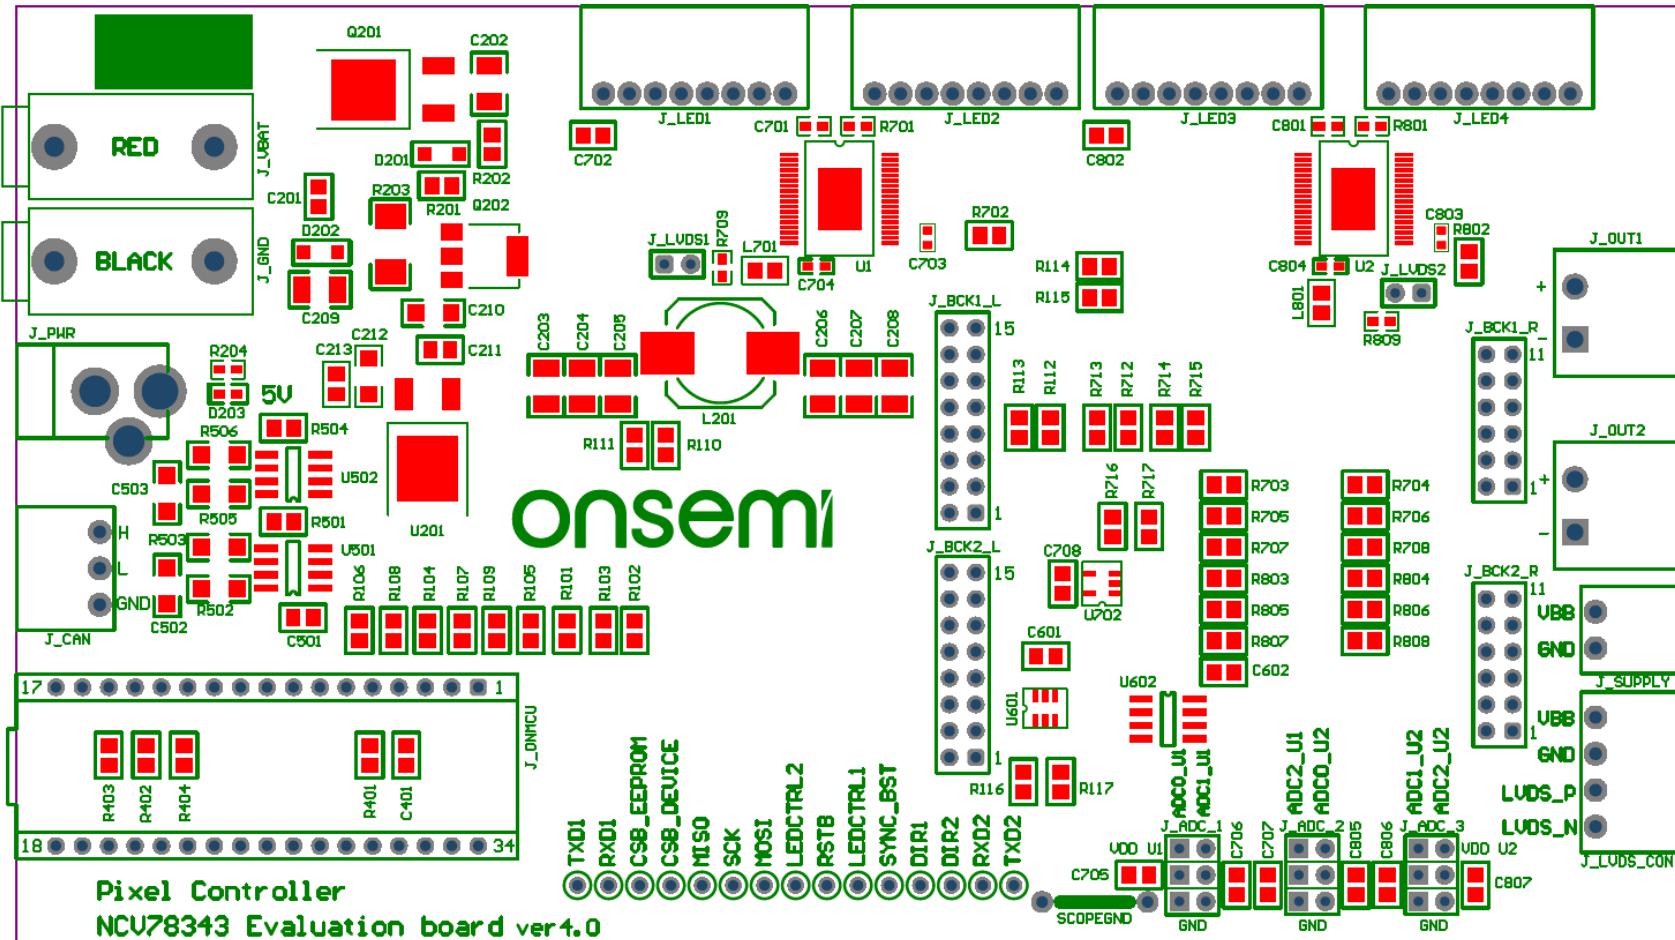 Q201
C202
RED
J_VBAT
J_LED1
J_LED2
J_LED3
J_LED4
C701
R701
C801
R801
C702
C802
D201
R202
C201
R203
R201
Q202
D202
BLACK
J_GND
C209
C210
C211
J_LVDS1
R709
L701
C704
U1
C703
R702
R114
R115
C803
R802
C804
U2
J_LVDS2
L801
R809
J_OUT1
+
-
J_PWR
R204
D203
5V
C213
C212
C203
C204
C205
L201
C206
C207
C208
R111
R110
J_BCK1_L
15
1
R113
R112
R713
R712
R714
R715
J_BCK1_R
11
1
J_OUT2
+
-
R504
R506
U502
C503
R505
R501
R503
U501
R502
C502
C501
U201
onsemi
H
L
GND
J_CAN
R106
R108
R104
R107
R109
R105
R101
R103
R102
R716
R717
R703
R704
R705
R706
R707
R708
R803
R804
R805
R806
R807
R808
C602
J_BCK2_L
15
1
C708
U702
C601
U601
U602
R116
R117
J_BCK2_R
11
1
VBB
GND
J_SUPPLY
VBB
GND
LVDS_P
LVDS_N
J_LVDS_CON
17
1
18
34
J_ONMCU
R403
R402
R404
R401
C401
TXD1
RXD1
CSB_EEPROM
CSB_DEVICE
MISO
SCK
MOSI
LEDCTRL2
RSTB
LEDCTRL1
SYNC_BST
DIR1
DIR2
RXD2
TXD2
ADC0_U1
ADC1_U1
ADC2_U1
ADC0_U2
ADC1_U2
ADC2_U2
J_ADC_1
J_ADC_2
J_ADC_3
VDD U1
VDD U2
C705
C706
C707
C805
C806
C807
SCOPEGND
GND
GND
GND
Pixel Controller
NCV78343 Evaluation board ver4.0